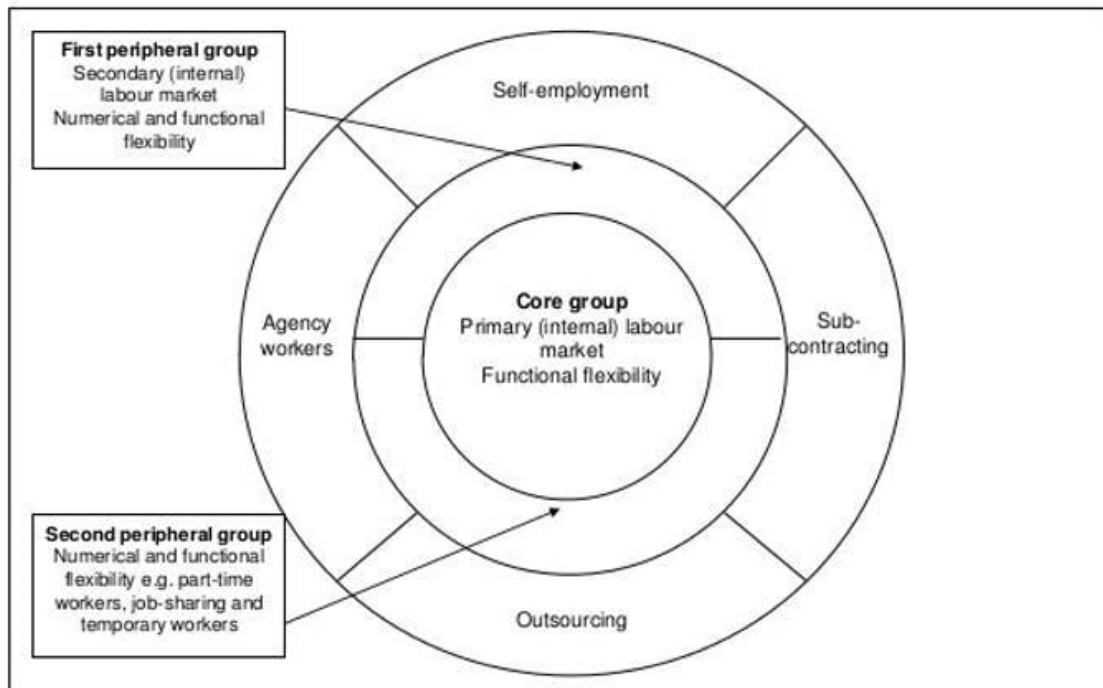 First peripheral group
Secondary (internal)
labour market
Numerical and functional
flexibility
Self-employment
Agency
workers
Core group
Primary (internal) labour
market
Functional flexibility
Sub-
contracting
Second peripheral group
Numerical and functional
flexibility e.g. part-time
workers, job-sharing and
temporary workers
Outsourcing